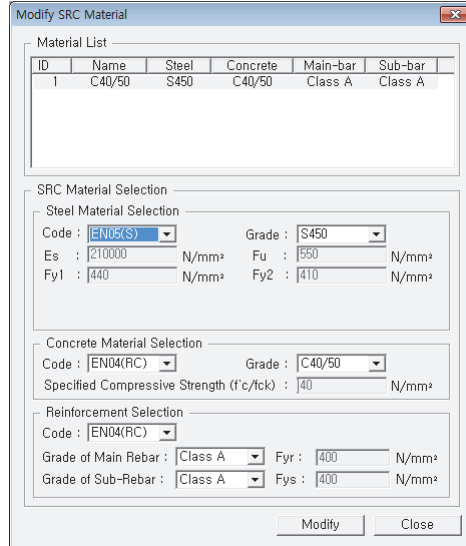 Modify SRC Material
Material List
ID Name Steel Concrete Main-bar Sub-bar
1 C40/50 S450 C40/50 Class A Class A
SRC Material Selection
Steel Material Selection
Code : EN05(S) Grade : S450
Es : 210000 N/mm² Fu : 550 N/mm²
Fy1 : 440 N/mm² Fy2 : 410 N/mm²
Concrete Material Selection
Code : EN04(RC) Grade : C40/50
Specified Compressive Strength (f'c/fck) : 40 N/mm²
Reinforcement Selection
Code : EN04(RC)
Grade of Main Rebar : Class A Fyr : 400 N/mm²
Grade of Sub-Rebar : Class A Fys : 400 N/mm²
Modify Close